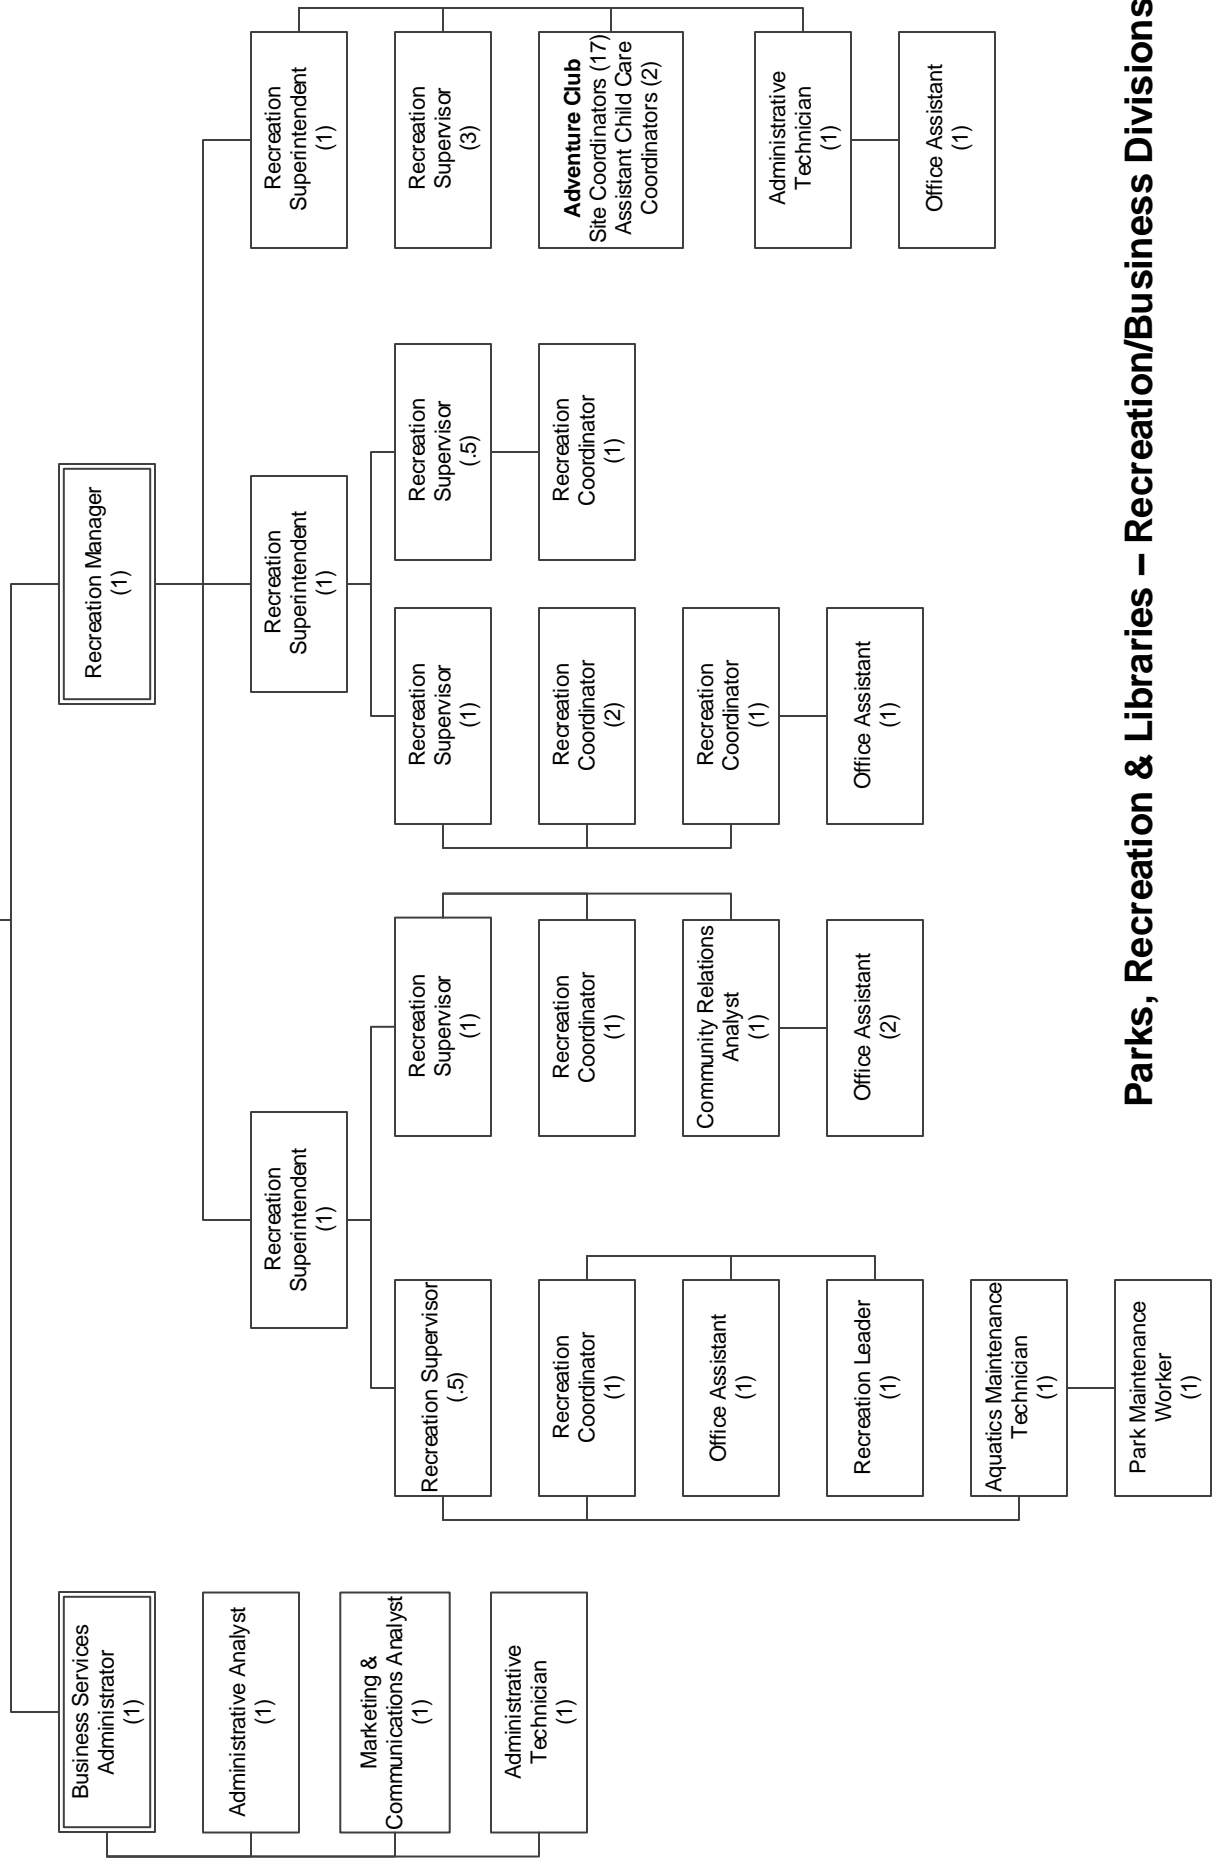 Business Services
Administrator
(1)
Administrative Analyst
(1)
Marketing &
Communications Analyst
(1)
Administrative
Technician
(1)
Recreation Manager
(1)
Recreation
Superintendent
(1)
Recreation Supervisor
(.5)
Recreation
Coordinator
(1)
Office Assistant
(1)
Recreation Leader
(1)
Aquatics Maintenance
Technician
(1)
Park Maintenance
Worker
(1)
Recreation
Supervisor
(1)
Recreation
Coordinator
(1)
Community Relations
Analyst
(1)
Office Assistant
(2)
Recreation
Superintendent
(1)
Recreation
Supervisor
(1)
Recreation
Coordinator
(2)
Recreation
Coordinator
(1)
Office Assistant
(1)
Recreation
Supervisor
(.5)
Recreation
Coordinator
(1)
Recreation
Superintendent
(1)
Recreation
Supervisor
(3)
Adventure Club
Site Coordinators (17)
Assistant Child Care
Coordinators (2)
Administrative
Technician
(1)
Office Assistant
(1)
Parks, Recreation & Libraries – Recreation/Business Divisions